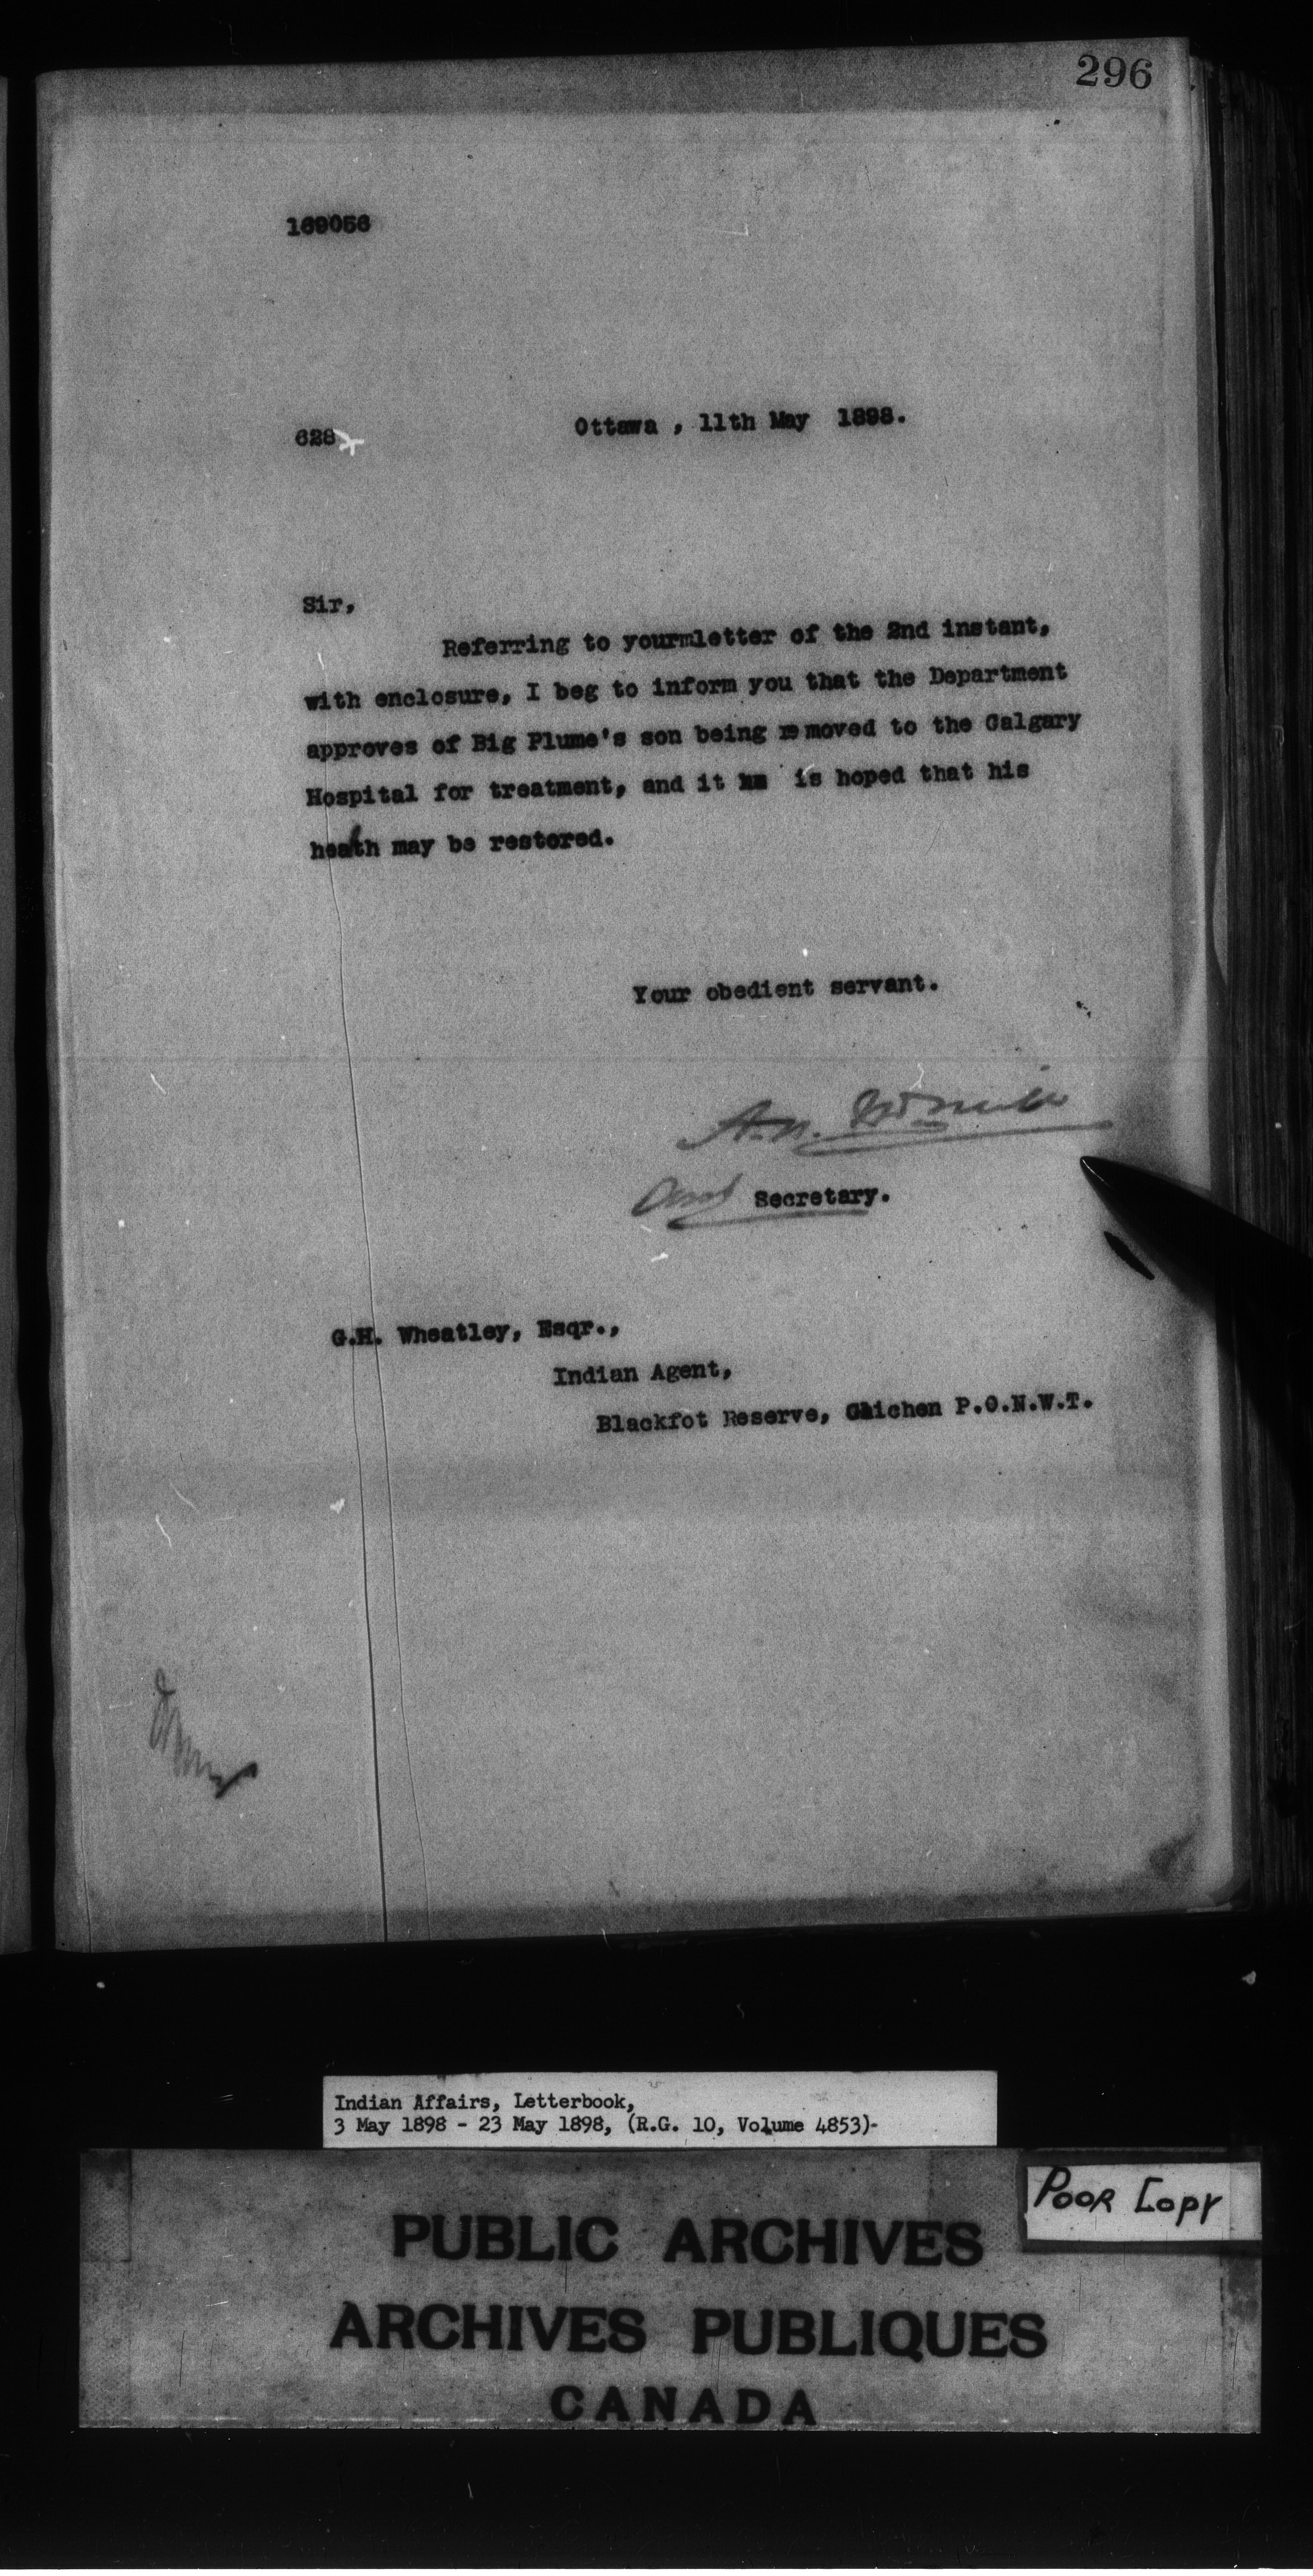 296
169056
628
Ottawa , 11th May 1898.
Sir,
Referring to yourmletter of the 2nd instant,
with enclosure, I beg to inform you that the Department
approves of Big Plume's son being removed to the Calgary
Hospital for treatment, and it is hoped that his
heath may be restored.
Your obedient servant.
A.N.
Secretary.
G.H. Wheatley, Esqr.,
Indian Agent,
Blackfot Reserve, Gleichen P.O.N.W.T.
Indian Affairs, Letterbook,
3 May 1898 - 23 May 1898, (R.G. 10, Volume 4853)-
POOR COPY
PUBLIC ARCHIVES
ARCHIVES PUBLIQUES
CANADA